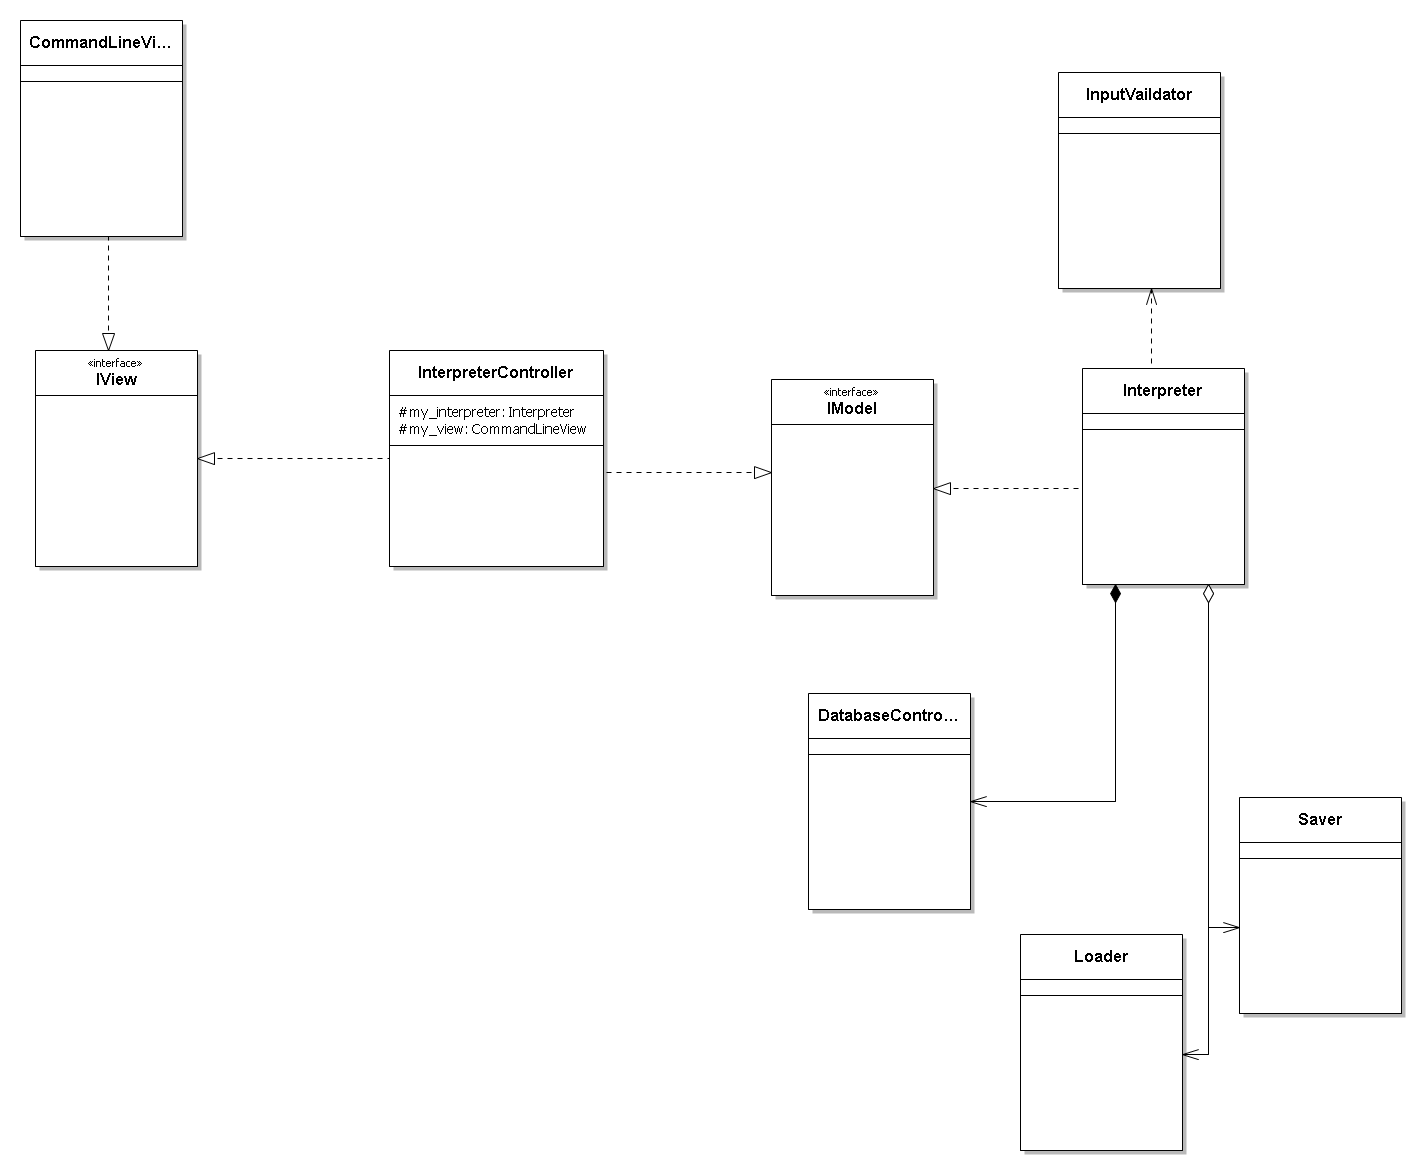 CommandLineVi...
InputVaildator
«interface»
IView
InterpreterController
# my_interpreter: Interpreter
# my_view: CommandLineView
«interface»
IModel
Interpreter
DatabaseContro...
Saver
Loader